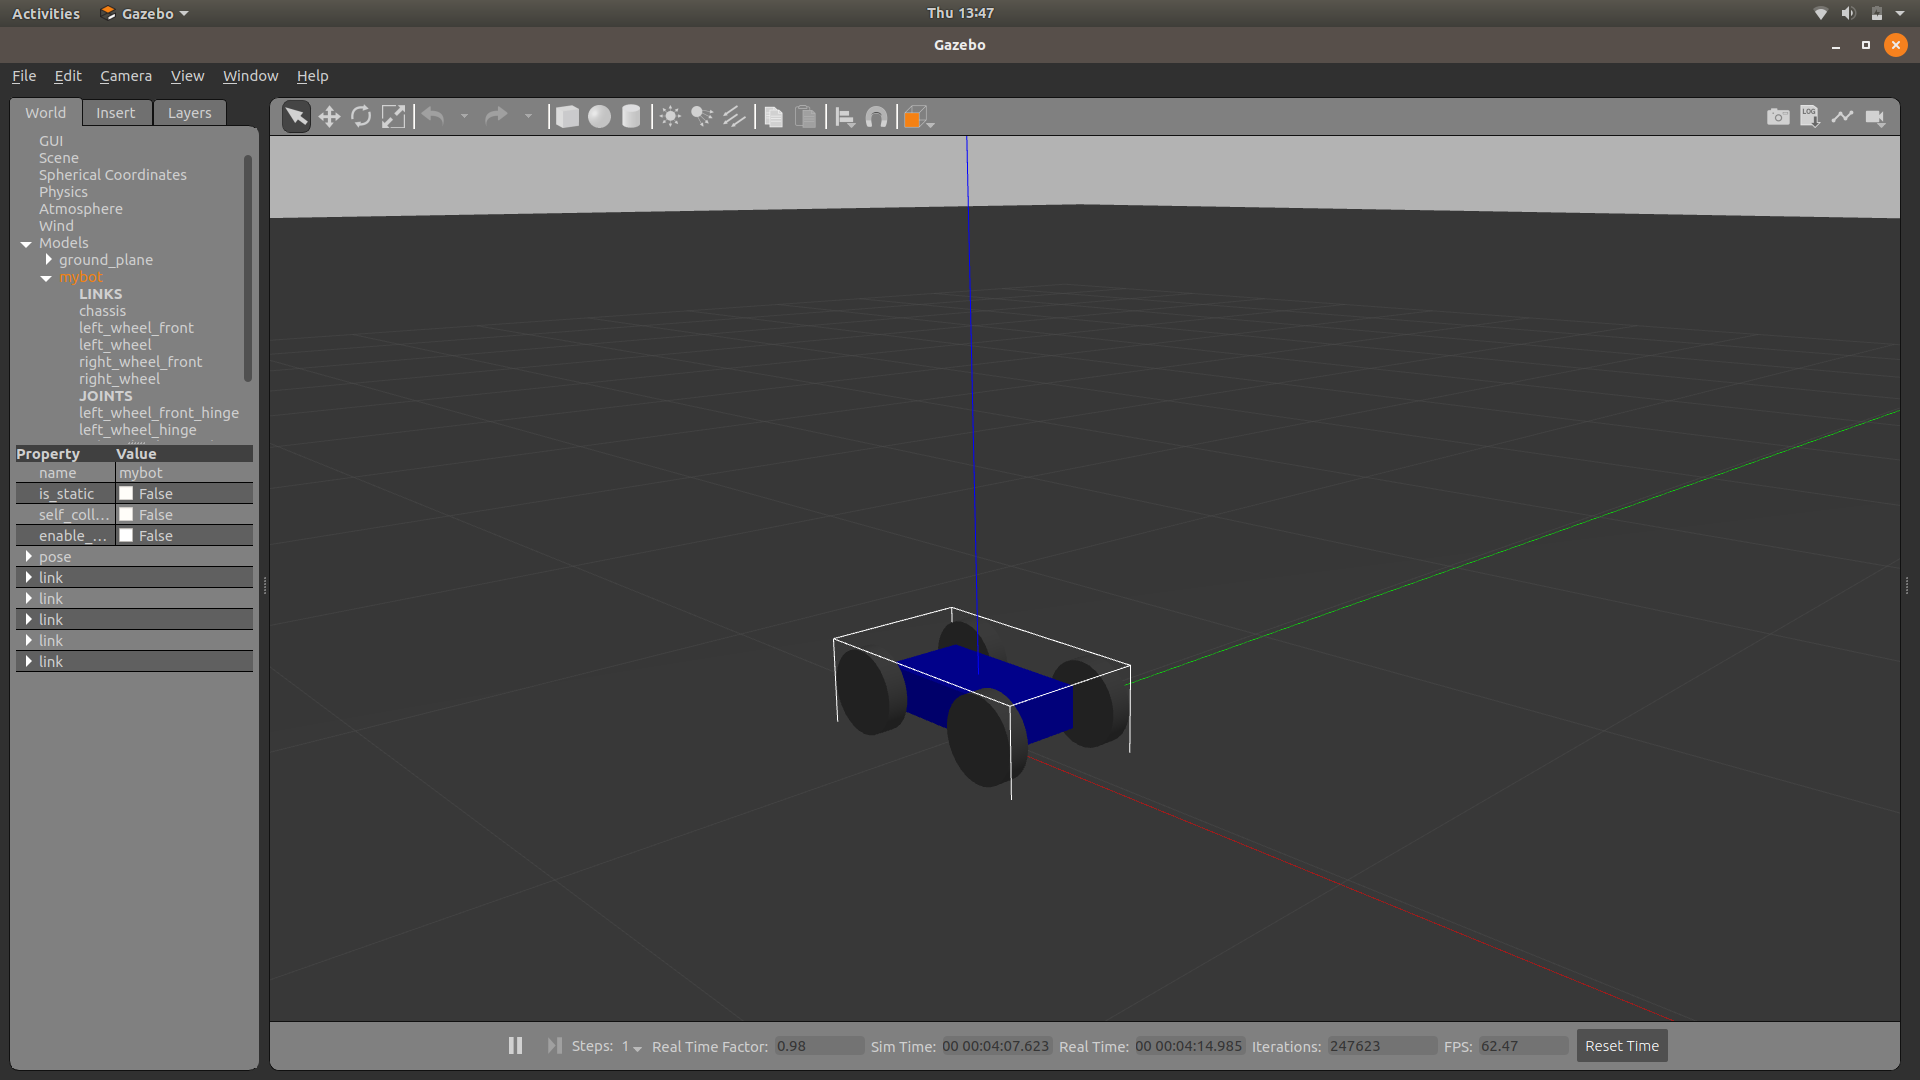 Activities Gazebo Thu 13:47
Gazebo
File Edit Camera View Window Help
World Insert Layers
LOG
GUI
Scene
Spherical Coordinates
Physics
Atmosphere
Wind
Models
ground_plane
mybot
LINKS
chassis
left_wheel_front
left_wheel
right_wheel_front
right_wheel
JOINTS
left_wheel_front_hinge
left_wheel_hinge
Property Value
name mybot
is_static False
self_coll... False
enable_... False
pose
link
link
link
link
link
Steps: 1 Real Time Factor: 0.98 Sim Time: 00 00:04:07.623 Real Time: 00 00:04:14.985 Iterations: 247623 FPS: 62.47 Reset Time